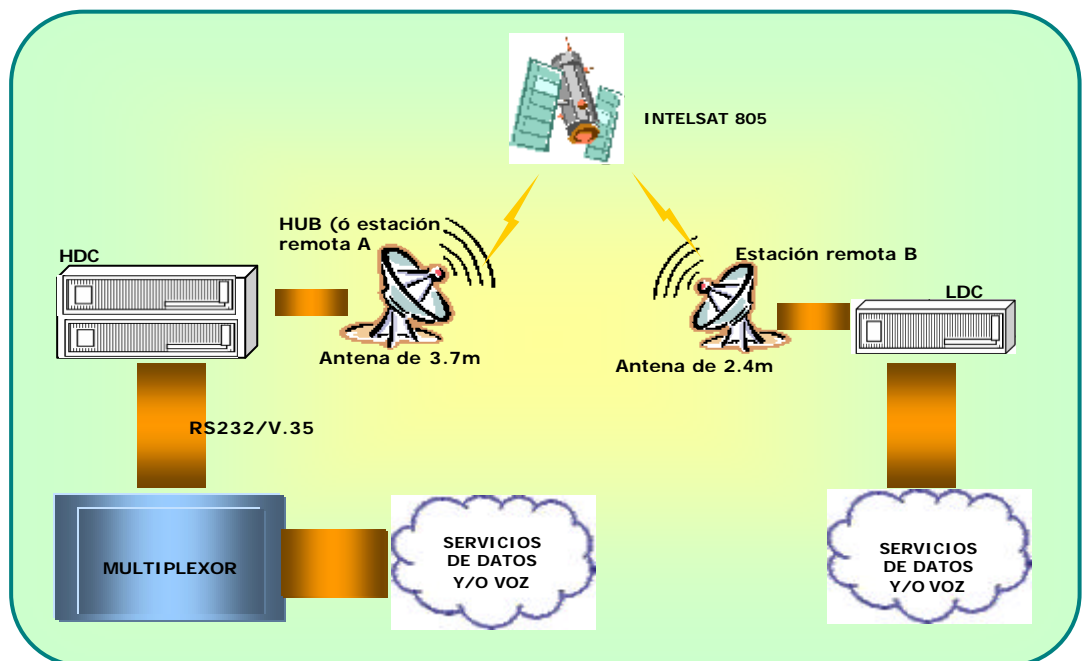 INTELSAT 805
HUB (ó estación
remota A
HDC
Estación remota B
LDC
Antena de 3.7m
Antena de 2.4m
RS232/V.35
MULTIPLEXOR
SERVICIOS
DE DATOS
Y/O VOZ
SERVICIOS
DE DATOS
Y/O VOZ